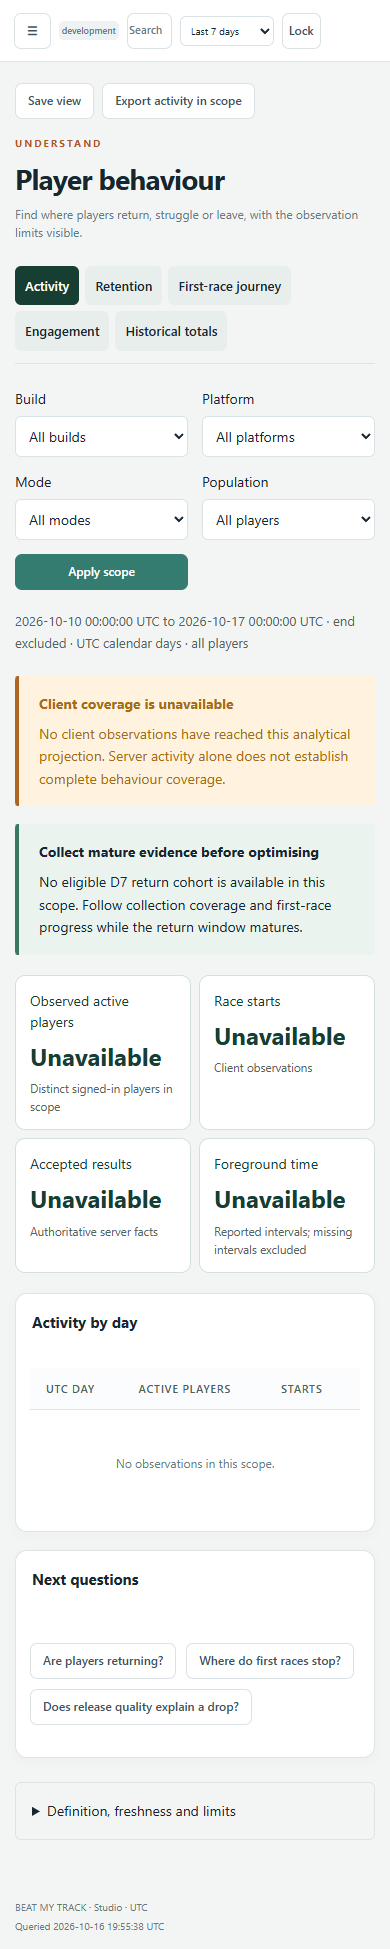 ☰ development Search Last 7 days Lock
Save view Export activity in scope
UNDERSTAND
Player behaviour
Find where players return, struggle or leave, with the observation
limits visible.
Activity Retention First-race journey
Engagement Historical totals
Build Platform
All builds All platforms
Mode Population
All modes All players
Apply scope
2026-10-10 00:00:00 UTC to 2026-10-17 00:00:00 UTC · end
excluded · UTC calendar days · all players
Client coverage is unavailable
No client observations have reached this analytical
projection. Server activity alone does not establish
complete behaviour coverage.
Collect mature evidence before optimising
No eligible D7 return cohort is available in this
scope. Follow collection coverage and first-race
progress while the return window matures.
Observed active
players
Unavailable
Distinct signed-in players in
scope
Race starts
Unavailable
Client observations
Accepted results
Unavailable
Authoritative server facts
Foreground time
Unavailable
Reported intervals; missing
intervals excluded
Activity by day
UTC DAY ACTIVE PLAYERS STARTS
No observations in this scope.
Next questions
Are players returning? Where do first races stop?
Does release quality explain a drop?
▶ Definition, freshness and limits
BEAT MY TRACK · Studio · UTC
Queried 2026-10-16 19:55:38 UTC